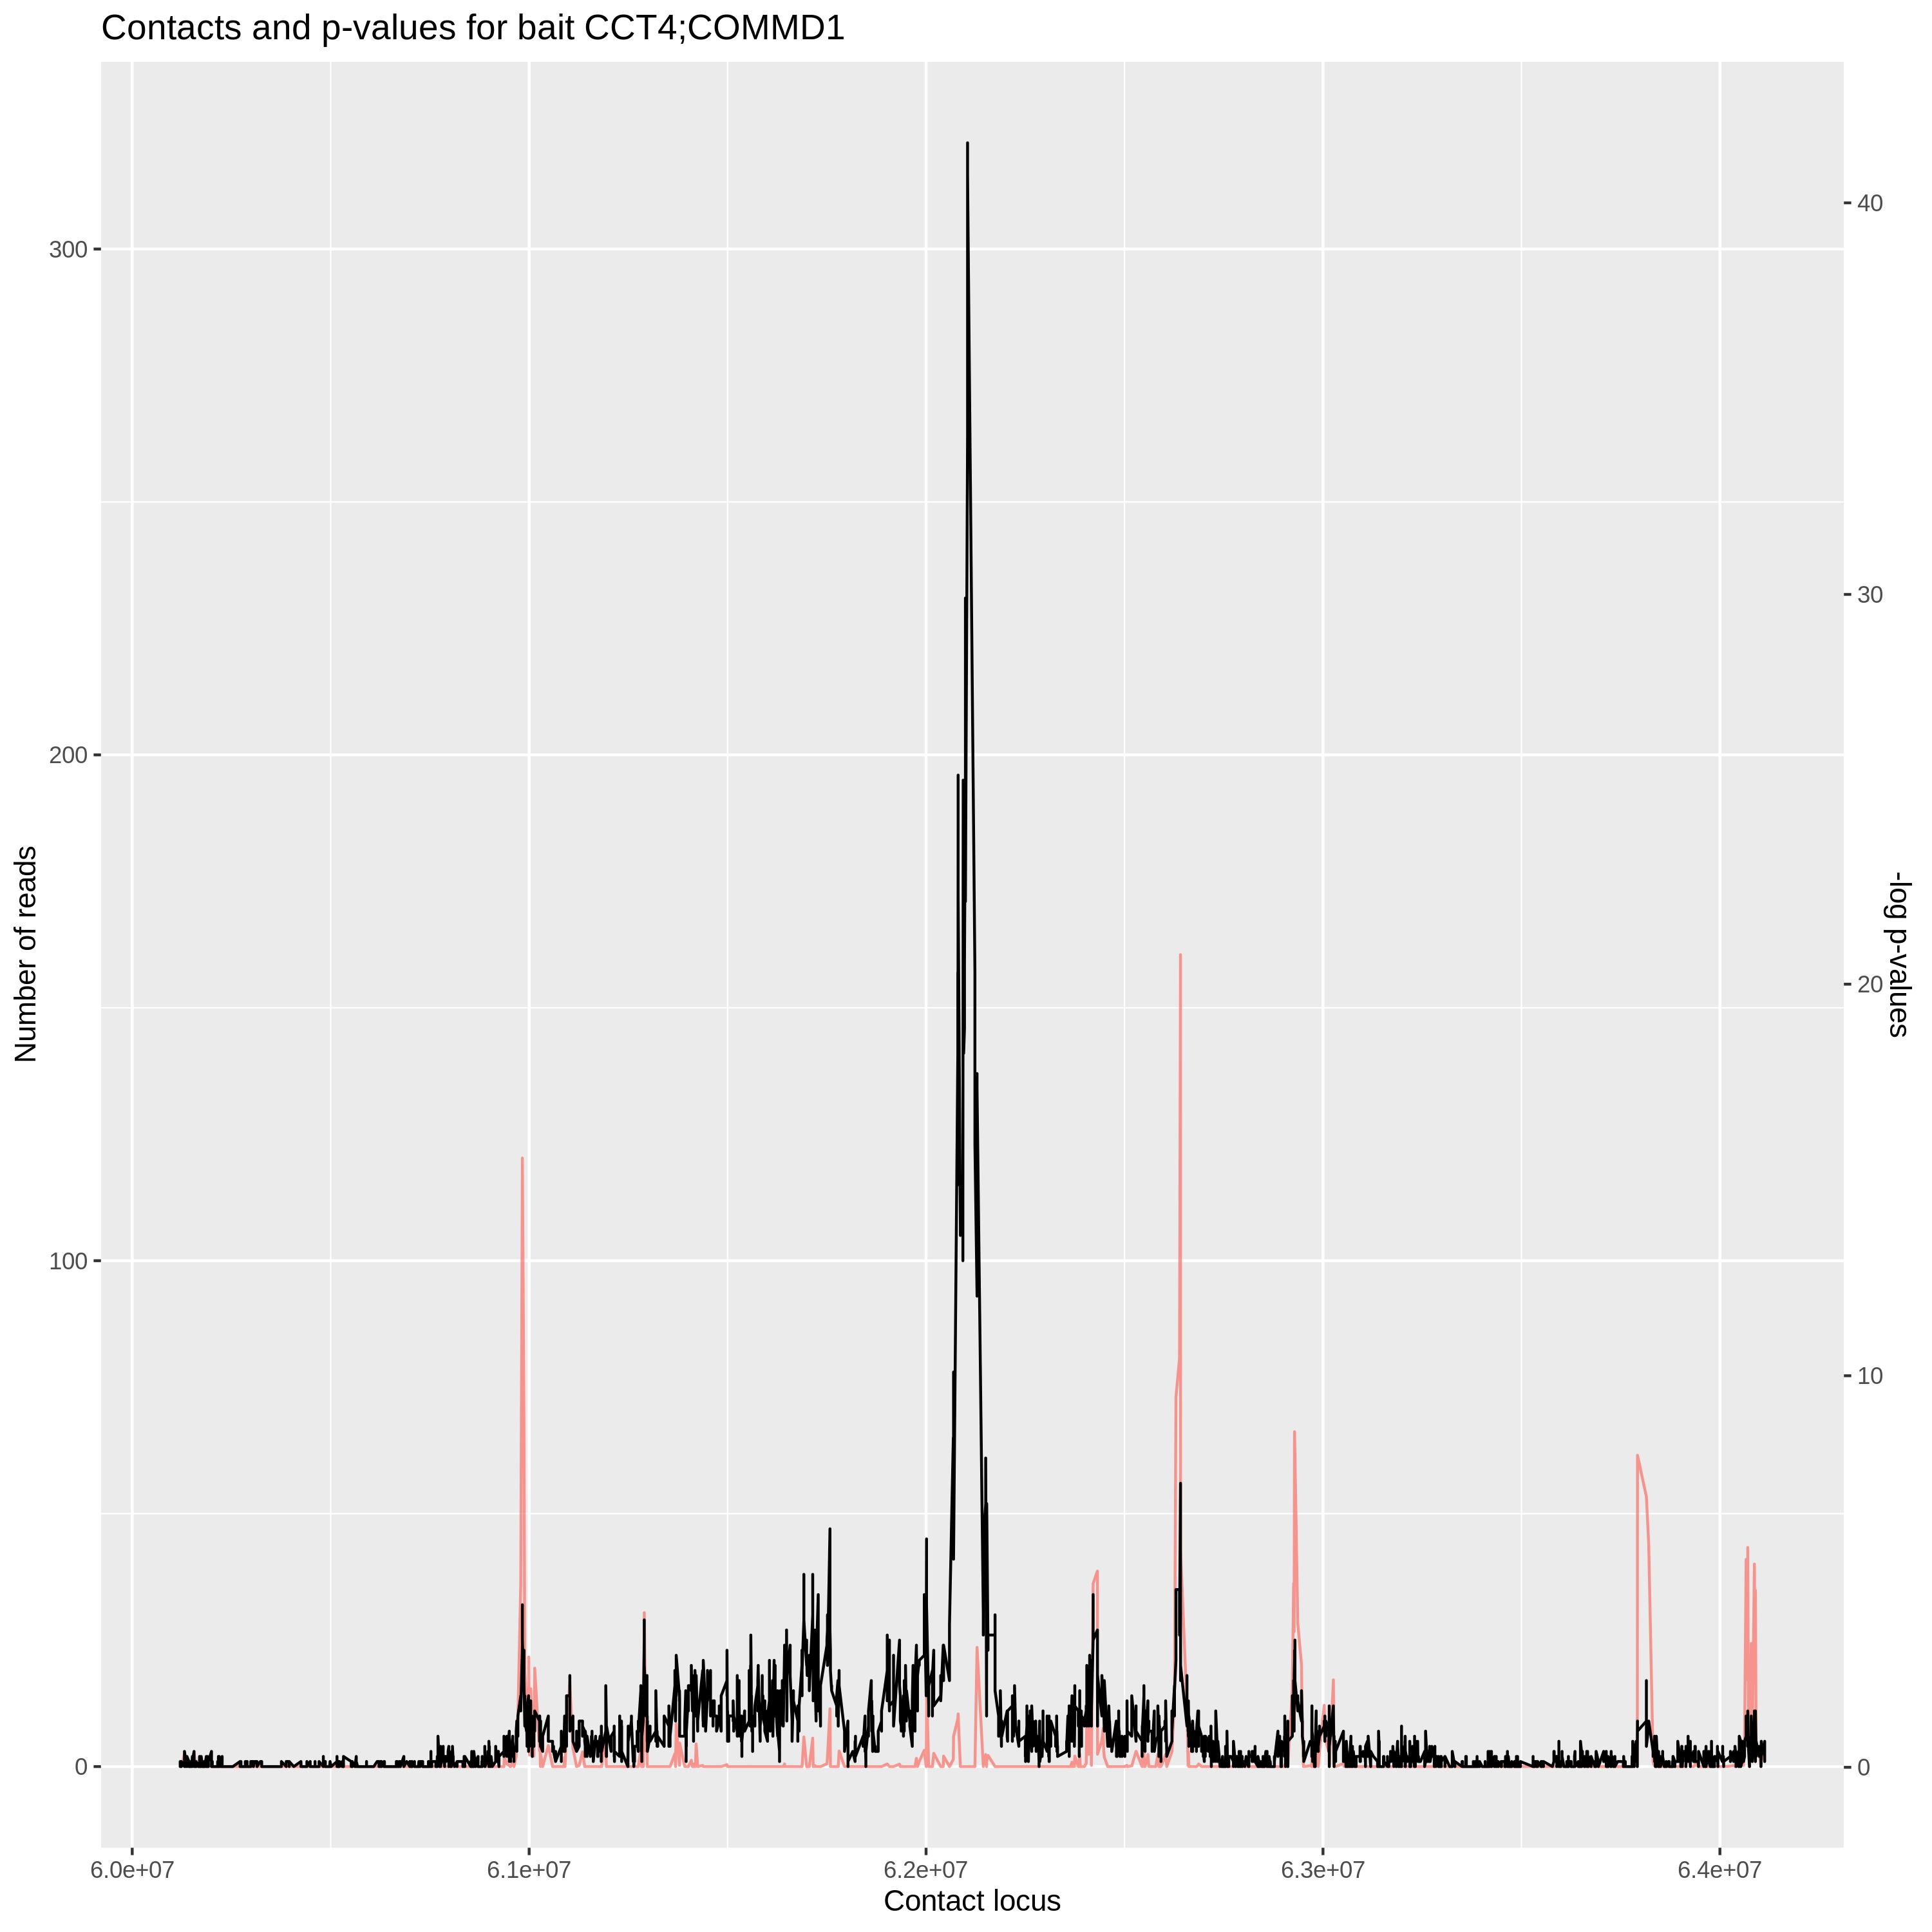 Contacts and p-values for bait CCT4;COMMD1
Number of reads
300
200
100
0
40
30
20
10
0
-log p-values
6.0e+07
6.1e+07
6.2e+07
6.3e+07
6.4e+07
Contact locus